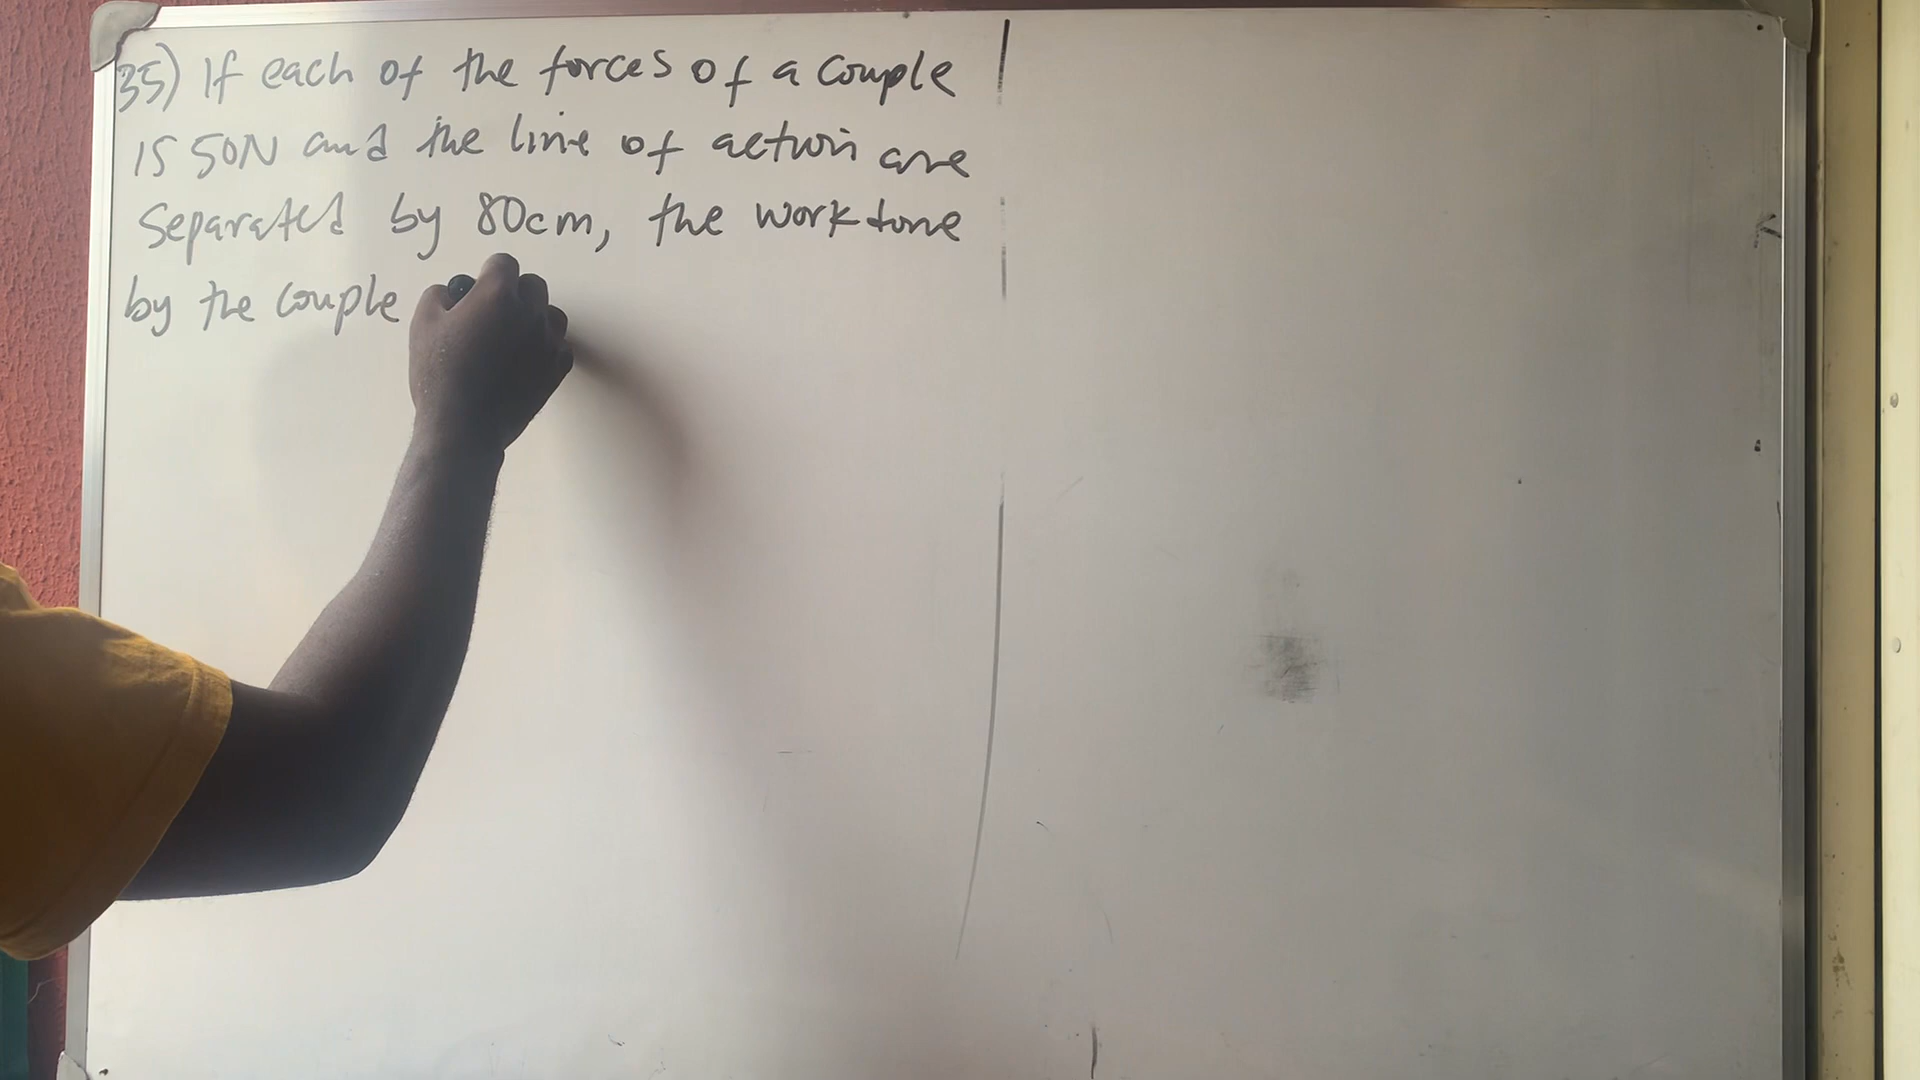 35) If each of the forces of a couple
is 50N and the line of action are
separated by 80cm, the work done
by the couple